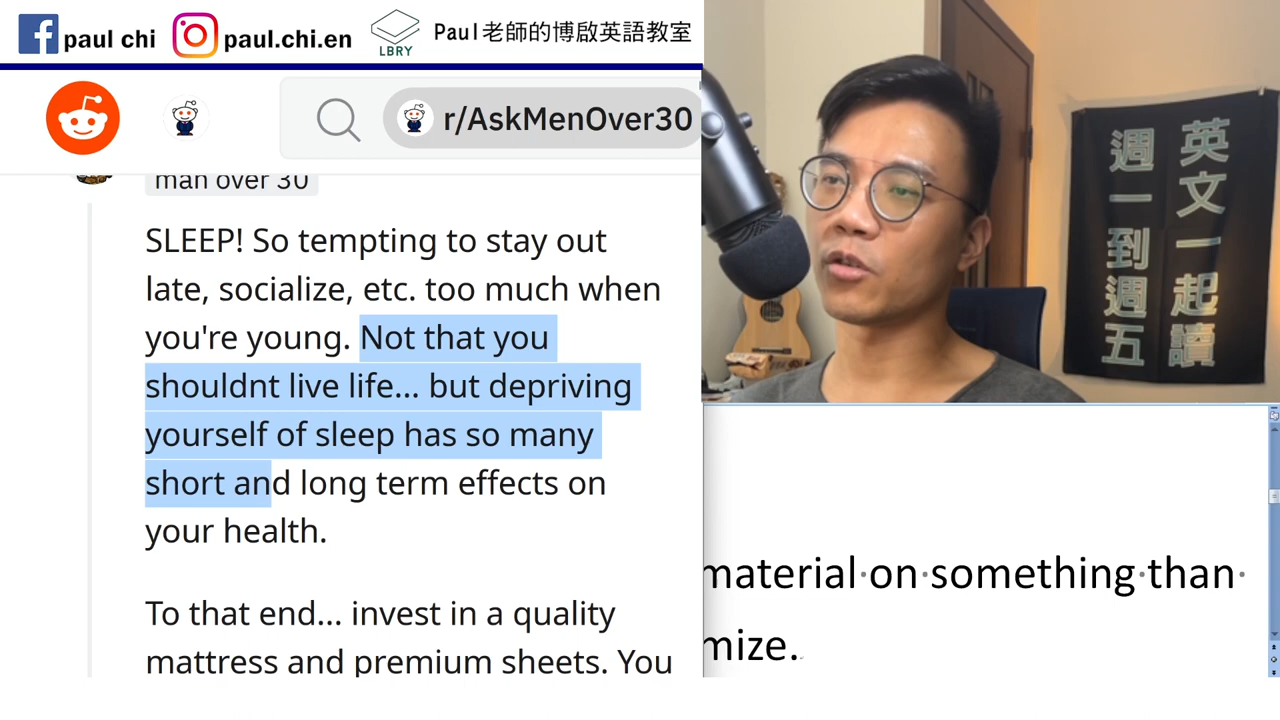 paul chi
paul.chi.en
LBRY
Paul老師的博啟英語教室
r/AskMenOver30
man over 30
SLEEP! So tempting to stay out
late, socialize, etc. too much when
you're young. Not that you
shouldnt live life... but depriving
yourself of sleep has so many
short and long term effects on
your health.
To that end... invest in a quality
mattress and premium sheets. You
英文一起讀
週一到週五
material on something than
mize.